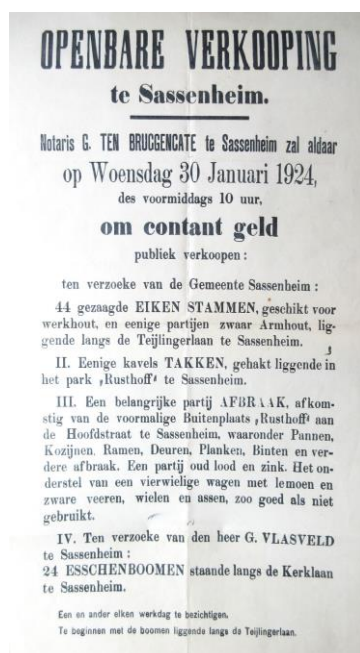 OPENBARE VERKOOPING
te Sassenheim.
Notaris G. TEN BRUGGENCATE te Sassenheim zal aldaar
op Woensdag 30 Januari 1924,
des voormiddags 10 uur,
om contant geld
publiek verkoopen:
ten verzoeke van de Gemeente Sassenheim:
44 gezaagde EIKEN STAMMEN, geschikt voor
werkhout, en eenige partijen zwaar Armhout, lig-
gende langs de Teijlingerlaan te Sassenheim.
II. Eenige kavels TAKKEN, gehakt liggende in
het park „Rusthoff" te Sassenheim.
III. Een belangrijke partij AFBRAAK, afkom-
stig van de voormalige Buitenplaats „Rusthoff" aan
de Hoofdstraat te Sassenheim, waaronder Pannen,
Kozijnen, Ramen, Deuren, Planken, Binten en ver-
dere afbraak. Een partij oud lood en zink. Het on-
derstel van een vierwielige wagen met lemoen en
zware veeren, wielen en assen, zoo goed als niet
gebruikt.
IV. Ten verzoeke van den heer G. VLASVELD
te Sassenheim:
24 ESSCHENBOOMEN staande langs de Kerklaan
te Sassenheim.
Een en ander elken werkdag te bezichtigen.
Te beginnen met de boomen liggende langs de Teijlingerlaan.